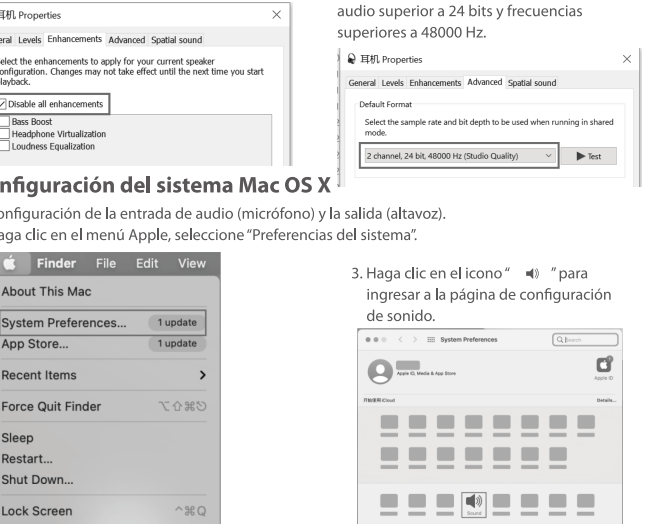 耳机 Properties
Levels Enhancements Advanced Spatial sound
elect the enhancements to apply for your current speaker
onfiguration. Changes may not take effect until the next time you start
layback.
Disable all enhancements
Bass Boost
Headphone Virtualization
Loudness Equalization
audio superior a 24 bits y frecuencias
superiores a 48000 Hz.
耳机 Properties
General Levels Enhancements Advanced Spatial sound
Default Format
Select the sample rate and bit depth to be used when running in shared
mode.
2 channel, 24 bit, 48000 Hz (Studio Quality)
Test
nfiguración del sistema Mac OS X
onfiguración de la entrada de audio (micrófono) y la salida (altavoz).
aga clic en el menú Apple, seleccione “Preferencias del sistema”.
Finder File Edit View
About This Mac
System Preferences... 1 update
App Store... 1 update
Recent Items
Force Quit Finder ⌥⇧⌘⎋
Sleep
Restart...
Shut Down...
Lock Screen ^⌘Q
3. Haga clic en el icono “ ” para
ingresar a la página de configuración
de sonido.
System Preferences
Search
Apple ID, Media & App Store
Apple ID
iCloud
Details...
Sound